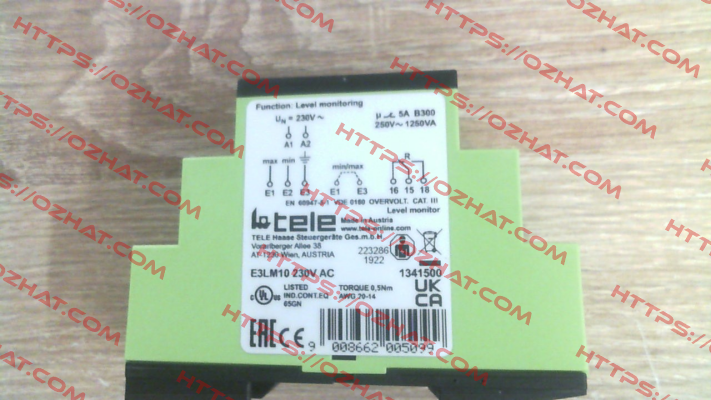 Function: Level monitoring
UN = 230V ~
µ 5A B300
250V~ 1250VA
A1 A2
max min
min/max
R
E1 E2 E3
E1 E3
16 15 18
EN 60947-5 VDE 0160 OVERVOLT. CAT III
Level monitor
tele
Made in Austria
www.tele-online.com
TELE Haase Steuergeräte Ges.m.b.H.
Vorarlberger Allee 38
A-1230 Wien, AUSTRIA
223286
1922
E3LM10 230V AC
1341500
C UL US
LISTED
IND.CONT.EQ
65GN
TORQUE 0,5Nm
AWG 20-14
UK
CA
EAC CE
9 008662 005099
HTTPS://OZHAT.COM